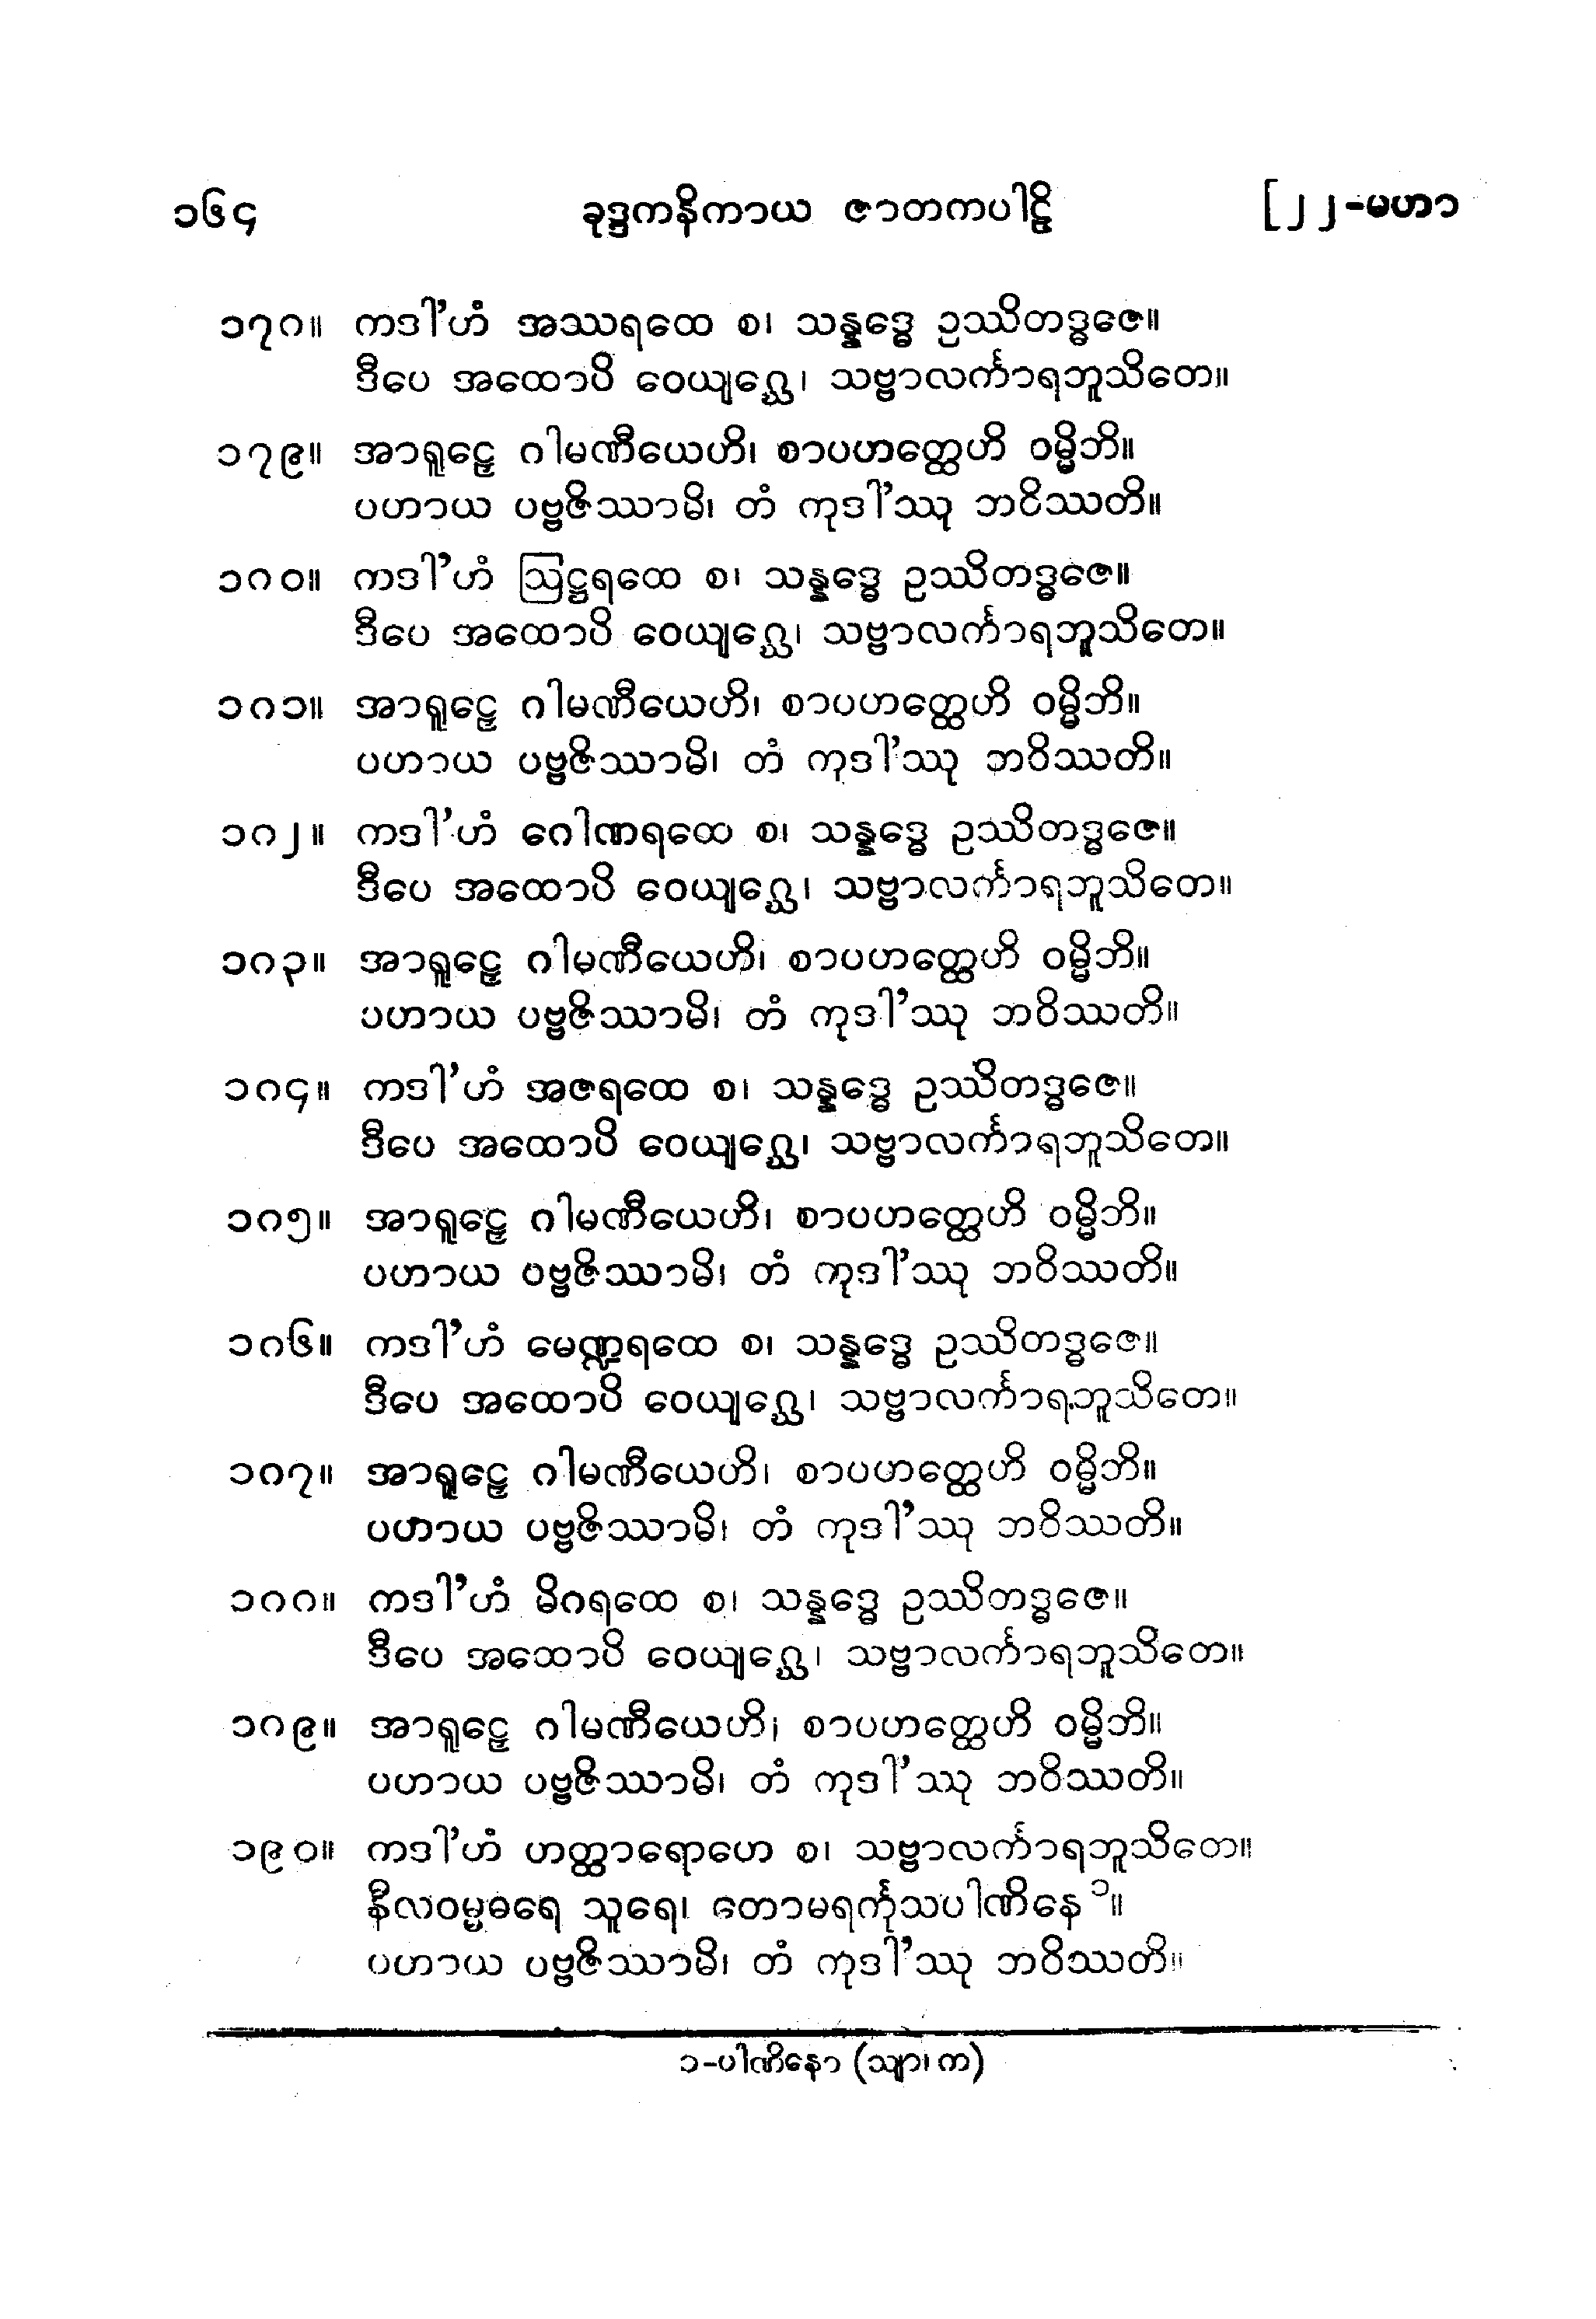 ၁၆၄ ခုဒ္ဒကနိကာယ ဇာတကပါဠိ [၂၂-မဟာ
၁၇၈။ ကဒါ’ဟံ အဿရထေ စ၊ သန္နဒ္ဓေ ဥဿိတဒ္ဓဇေ။
ဒီပေ အထောပိ ဝေယျဂ္ဃေ၊ သဗ္ဗာလင်္ကာရဘူသိတေ။
၁၇၉။ အာရူဠှေ ဂါမဏီယေဟိ၊ စာပဟတ္ထေဟိ ဝမ္မိဘိ။
ပဟာယ ပဗ္ဗဇိဿာမိ၊ တံ ကုဒါ’ဿု ဘဝိဿတိ။
၁၈၀။ ကဒါ’ဟံ ဩဋ္ဌရထေ စ၊ သန္နဒ္ဓေ ဥဿိတဒ္ဓဇေ။
ဒီပေ အထောပိ ဝေယျဂ္ဃေ၊ သဗ္ဗာလင်္ကာရဘူသိတေ။
၁၈၁။ အာရူဠှေ ဂါမဏီယေဟိ၊ စာပဟတ္ထေဟိ ဝမ္မိဘိ။
ပဟာယ ပဗ္ဗဇိဿာမိ၊ တံ ကုဒါ’ဿု ဘဝိဿတိ။
၁၈၂။ ကဒါ’ဟံ ဂေါဏရထေ စ၊ သန္နဒ္ဓေ ဥဿိတဒ္ဓဇေ။
ဒီပေ အထောပိ ဝေယျဂ္ဃေ၊ သဗ္ဗာလင်္ကာရဘူသိတေ။
၁၈၃။ အာရူဠှေ ဂါမဏီယေဟိ၊ စာပဟတ္ထေဟိ ဝမ္မိဘိ။
ပဟာယ ပဗ္ဗဇိဿာမိ၊ တံ ကုဒါ’ဿု ဘဝိဿတိ။
၁၈၄။ ကဒါ’ဟံ အဇရထေ စ၊ သန္နဒ္ဓေ ဥဿိတဒ္ဓဇေ။
ဒီပေ အထောပိ ဝေယျဂ္ဃေ၊ သဗ္ဗာလင်္ကာရဘူသိတေ။
၁၈၅။ အာရူဠှေ ဂါမဏီယေဟိ၊ စာပဟတ္ထေဟိ ဝမ္မိဘိ။
ပဟာယ ပဗ္ဗဇိဿာမိ၊ တံ ကုဒါ’ဿု ဘဝိဿတိ။
၁၈၆။ ကဒါ’ဟံ မေဏ္ဍရထေ စ၊ သန္နဒ္ဓေ ဥဿိတဒ္ဓဇေ။
ဒီပေ အထောပိ ဝေယျဂ္ဃေ၊ သဗ္ဗာလင်္ကာရဘူသိတေ။
၁၈၇။ အာရူဠှေ ဂါမဏီယေဟိ၊ စာပဟတ္ထေဟိ ဝမ္မိဘိ။
ပဟာယ ပဗ္ဗဇိဿာမိ၊ တံ ကုဒါ’ဿု ဘဝိဿတိ။
၁၈၈။ ကဒါ’ဟံ မိဂရထေ စ၊ သန္နဒ္ဓေ ဥဿိတဒ္ဓဇေ။
ဒီပေ အထောပိ ဝေယျဂ္ဃေ၊ သဗ္ဗာလင်္ကာရဘူသိတေ။
၁၈၉။ အာရူဠှေ ဂါမဏီယေဟိ၊ စာပဟတ္ထေဟိ ဝမ္မိဘိ။
ပဟာယ ပဗ္ဗဇိဿာမိ၊ တံ ကုဒါ’ဿု ဘဝိဿတိ။
၁၉၀။ ကဒါ’ဟံ ဟတ္ထာရောဟေ စ၊ သဗ္ဗာလင်္ကာရဘူသိတေ။
နီလဝမ္မဓရေ သူရေ၊ တောမရင်္ကုသပါဏိနေ ၁။
ပဟာယ ပဗ္ဗဇိဿာမိ၊ တံ ကုဒါ’ဿု ဘဝိဿတိ။
၁-ပါဏိနော (သျာ၊ က)